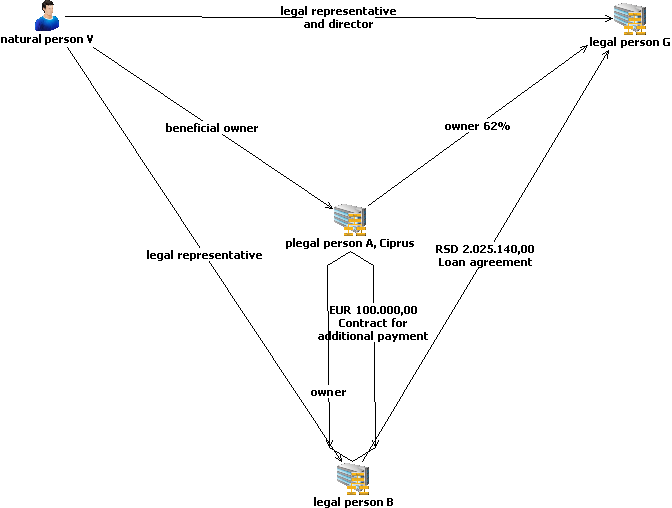 legal representative
and director
natural person V
legal person G
beneficial owner
owner 62%
plegal person A, Ciprus
legal representative
RSD 2.025.140,00
Loan agreement
EUR 100.000,00
Contract for
additional payment
owner
legal person B